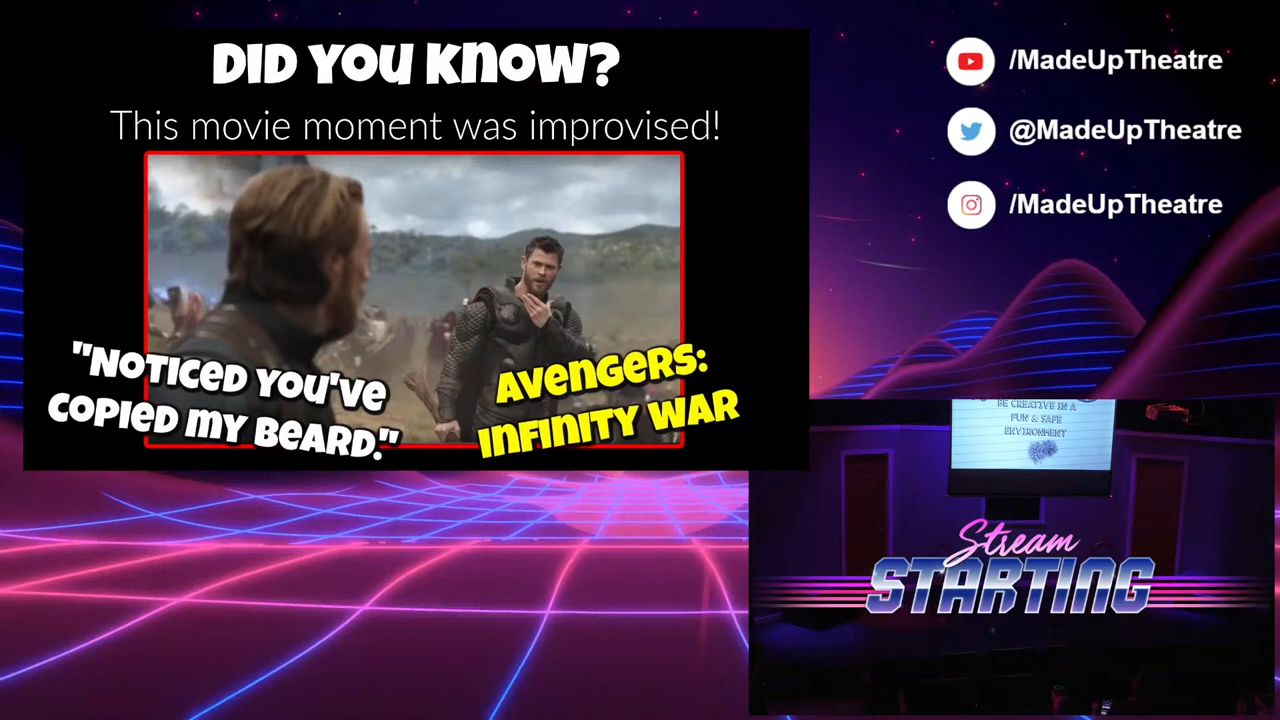 DID YOU KNOW?
This movie moment was improvised!
"NOTICED YOU'VE
COPIED MY BEARD."
AVENGERS:
INFINITY WAR
/MadeUpTheatre
@MadeUpTheatre
/MadeUpTheatre
BE CREATIVE IN A
FUN & SAFE
ENVIRONMENT
Stream
STARTING